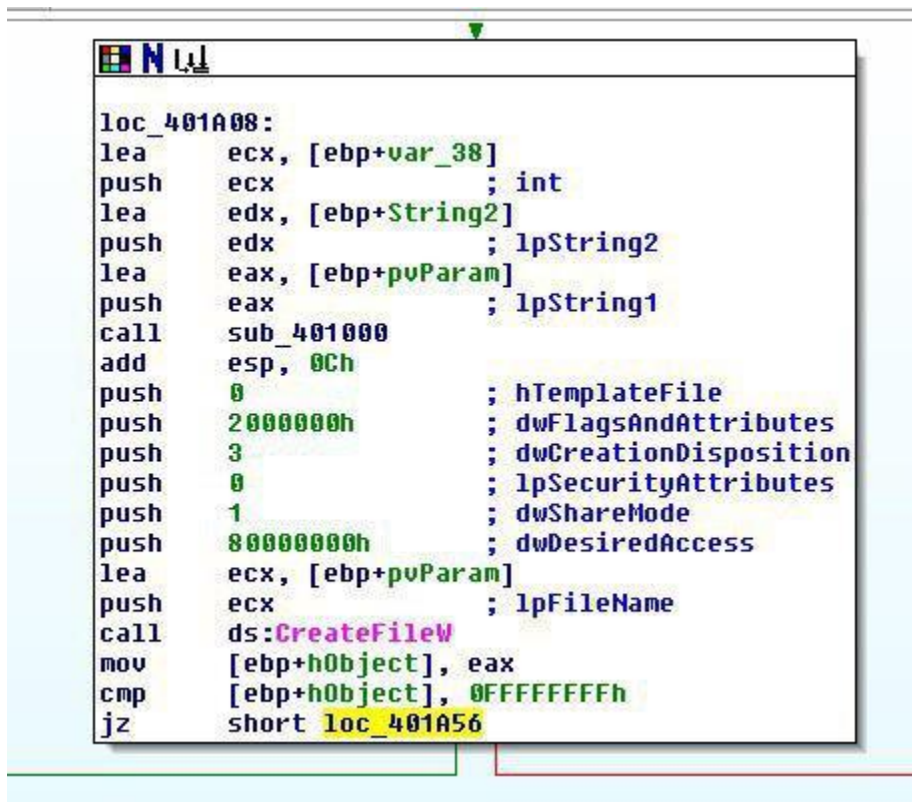 N
loc_401A08:
lea ecx, [ebp+var_38]
push ecx ; int
lea edx, [ebp+String2]
push edx ; lpString2
lea eax, [ebp+pvParam]
push eax ; lpString1
call sub_401000
add esp, 0Ch
push 0 ; hTemplateFile
push 2000000h ; dwFlagsAndAttributes
push 3 ; dwCreationDisposition
push 0 ; lpSecurityAttributes
push 1 ; dwShareMode
push 80000000h ; dwDesiredAccess
lea ecx, [ebp+pvParam]
push ecx ; lpFileName
call ds:CreateFileW
mov [ebp+hObject], eax
cmp [ebp+hObject], 0FFFFFFFFh
jz short loc_401A56